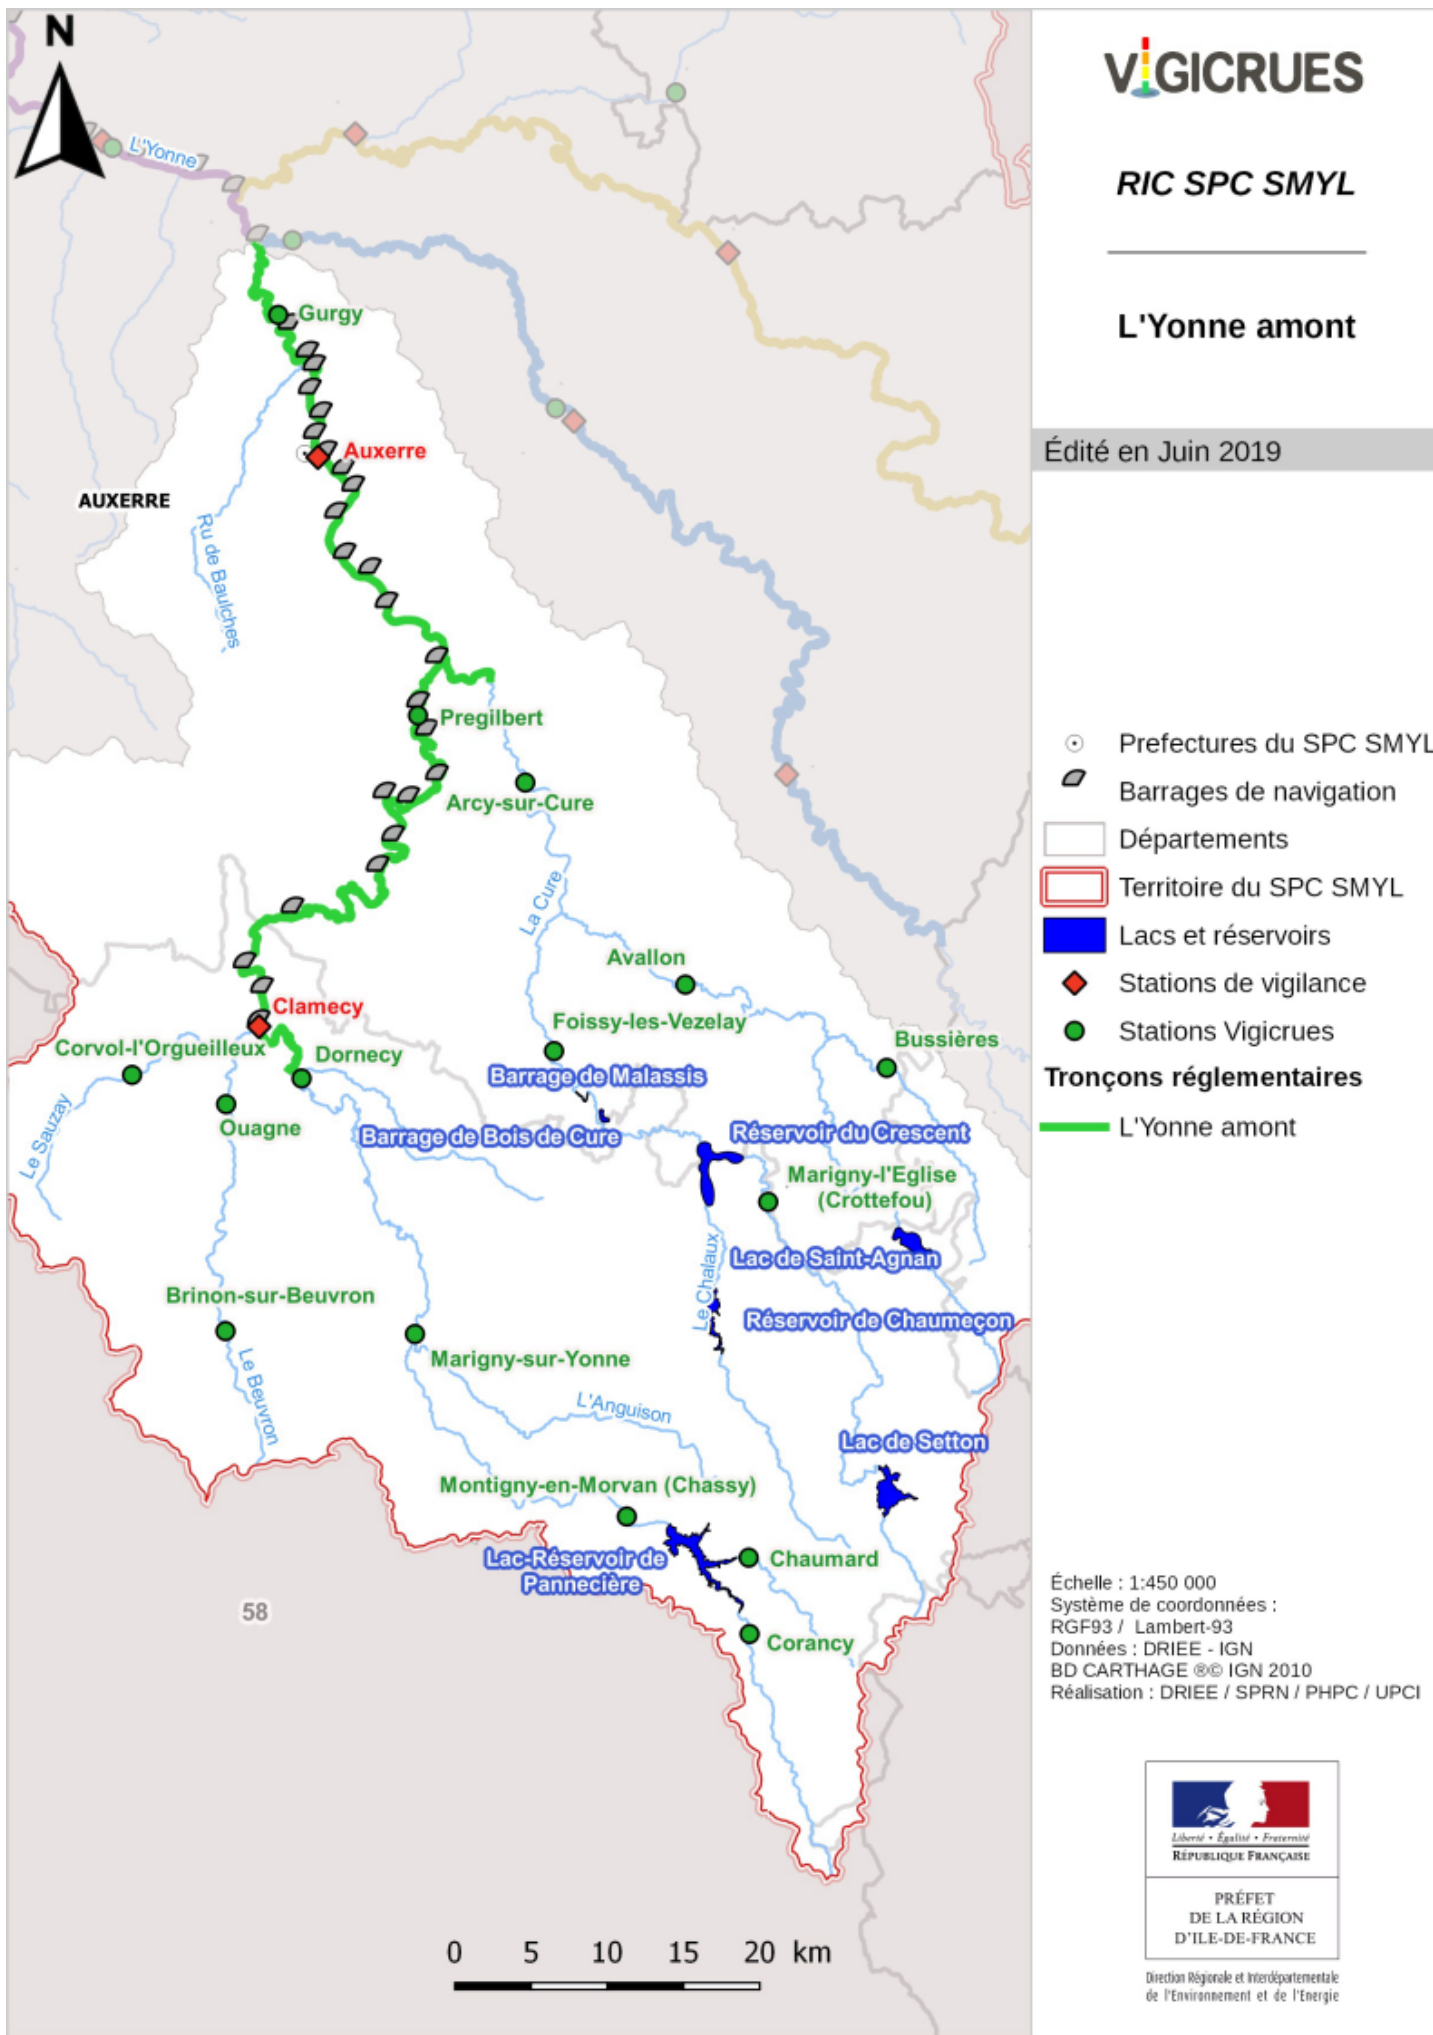 N
L'Yonne
Gurgy
Auxerre
AUXERRE
Ru de Baulches
Pregilbert
Arcy-sur-Cure
La Cure
Avallon
Clamecy
Foissy-les-Vezelay
Bussières
Corvol-l'Orgueilleux
Dornecy
Barrage de Malassis
Le Sauzay
Ouagne
Barrage de Bois de Cure
Réservoir du Crescent
Marigny-l'Eglise
(Crottefou)
Le Chalaux
Lac de Saint-Agnan
Brinon-sur-Beuvron
Réservoir de Chaumeçon
Marigny-sur-Yonne
Le Beuvron
L'Anguison
Lac de Setton
Montigny-en-Morvan (Chassy)
Lac-Réservoir de
Pannecière
Chaumard
58
Corancy
0 5 10 15 20 km
VIGICRUES
RIC SPC SMYL
L'Yonne amont
Édité en Juin 2019
Prefectures du SPC SMYL
Barrages de navigation
Départements
Territoire du SPC SMYL
Lacs et réservoirs
Stations de vigilance
Stations Vigicrues
Tronçons réglementaires
L'Yonne amont
Échelle : 1:450 000
Système de coordonnées :
RGF93 / Lambert-93
Données : DRIEE - IGN
BD CARTHAGE ®© IGN 2010
Réalisation : DRIEE / SPRN / PHPC / UPCI
Liberté • Égalité • Fraternité
RÉPUBLIQUE FRANÇAISE
PRÉFET
DE LA RÉGION
D'ILE-DE-FRANCE
Direction Régionale et Interdépartementale
de l'Environnement et de l'Energie